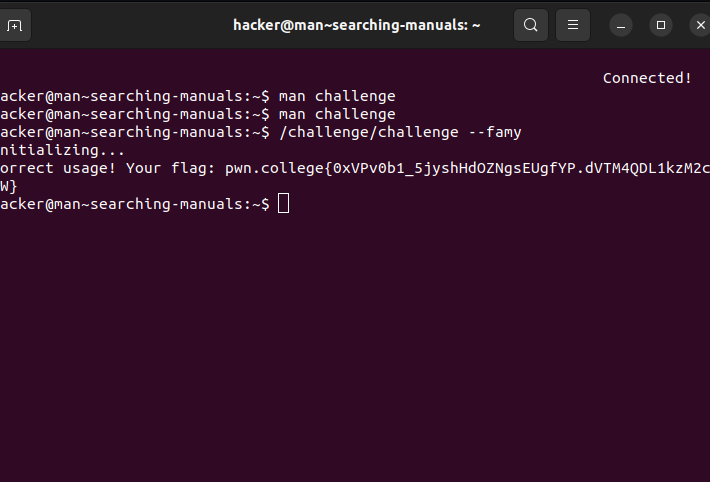 hacker@man~searching-manuals: ~
Connected!
acker@man~searching-manuals:~$ man challenge
acker@man~searching-manuals:~$ man challenge
acker@man~searching-manuals:~$ /challenge/challenge --famy
nitializing...
orrect usage! Your flag: pwn.college{0xVPv0b1_5jyshHdOZNgsEUgfYP.dVTM4QDL1kzM2c
W}
acker@man~searching-manuals:~$